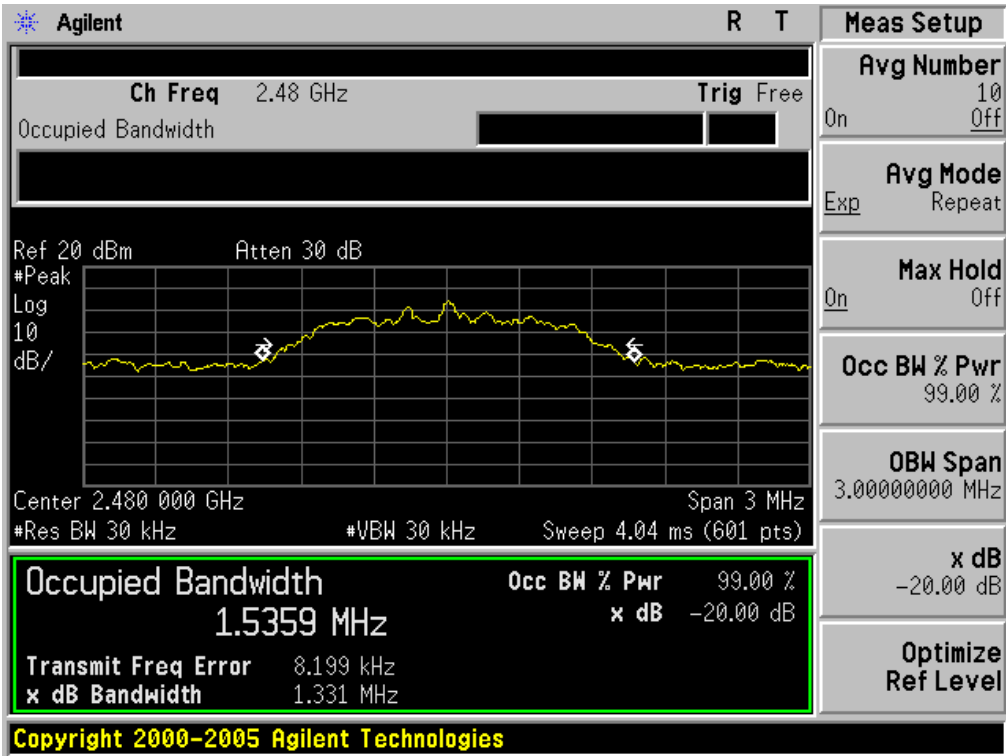 Agilent R T
Ch Freq 2.48 GHz Trig Free
Occupied Bandwidth
Ref 20 dBm Atten 30 dB
#Peak
Log
10
dB/
Center 2.480 000 GHz Span 3 MHz
#Res BW 30 kHz #VBW 30 kHz Sweep 4.04 ms (601 pts)
Occupied Bandwidth Occ BW % Pwr 99.00 %
1.5359 MHz x dB -20.00 dB
Transmit Freq Error 8.199 kHz
x dB Bandwidth 1.331 MHz
Copyright 2000-2005 Agilent Technologies
Meas Setup
Avg Number
10
On Off
Avg Mode
Exp Repeat
Max Hold
On Off
Occ BW % Pwr
99.00 %
OBW Span
3.00000000 MHz
x dB
-20.00 dB
Optimize
Ref Level